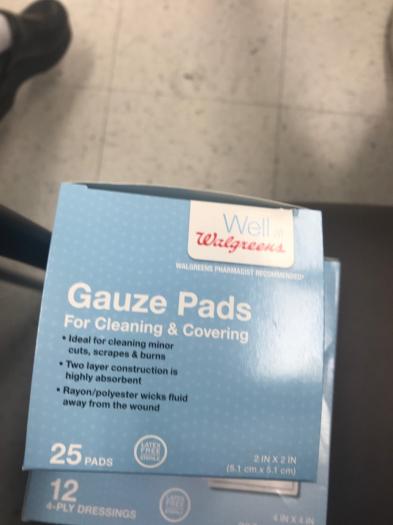 Well at
Walgreens
WALGREENS PHARMACIST RECOMMENDED†
Gauze Pads
For Cleaning & Covering
• Ideal for cleaning minor
cuts, scrapes & burns
• Two layer construction is
highly absorbent
• Rayon/polyester wicks fluid
away from the wound
25 PADS
LATEX
FREE
2 IN X 2 IN
(5.1 cm x 5.1 cm)
12
4-PLY DRESSINGS
LATEX
FREE
4 IN X 4 IN